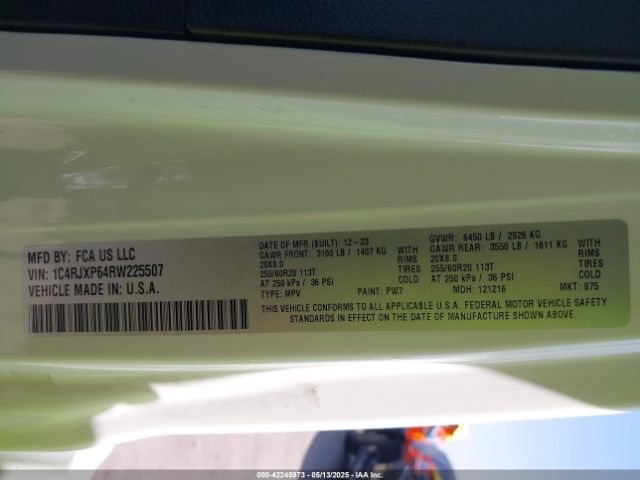 MFD BY: FCA US LLC
VIN: 1C4RJXP64RW225507
VEHICLE MADE IN: U.S.A.
DATE OF MFR (BUILT): 12-23
GAWR FRONT: 3100 LB / 1407 KG WITH
20X8.0 RIMS
255/60R20 113T TIRES
AT 250 kPa / 36 PSI COLD
TYPE: MPV PAINT: PW7
GVWR: 6450 LB / 2926 KG
GAWR REAR: 3550 LB / 1611 KG WITH
20X8.0 RIMS
255/60R20 113T TIRES
AT 250 kPa / 36 PSI COLD
MDH: 121216 MKT: 875
THIS VEHICLE CONFORMS TO ALL APPLICABLE U.S.A. FEDERAL MOTOR VEHICLE SAFETY
STANDARDS IN EFFECT ON THE DATE OF MANUFACTURE SHOWN ABOVE.
000-42245973 - 05/13/2025 - IAA Inc.